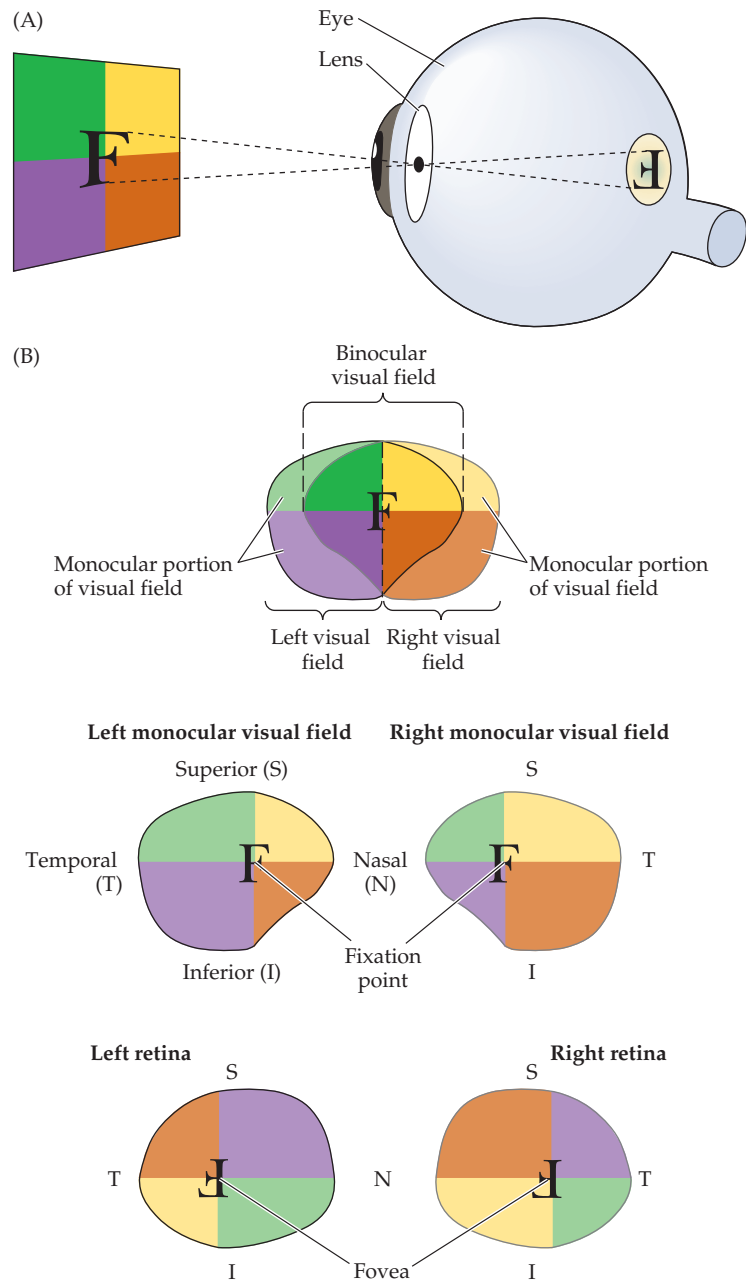 (A)
Eye
Lens
F
F
(B)
Binocular
visual field
F
Monocular portion
of visual field
Monocular portion
of visual field
Left visual
field
Right visual
field
Left monocular visual field
Right monocular visual field
Superior (S)
S
Temporal
(T)
F
Nasal
(N)
F
T
Fixation
point
Inferior (I)
I
Left retina
Right retina
S
S
T
F
N
F
T
Fovea
I
I